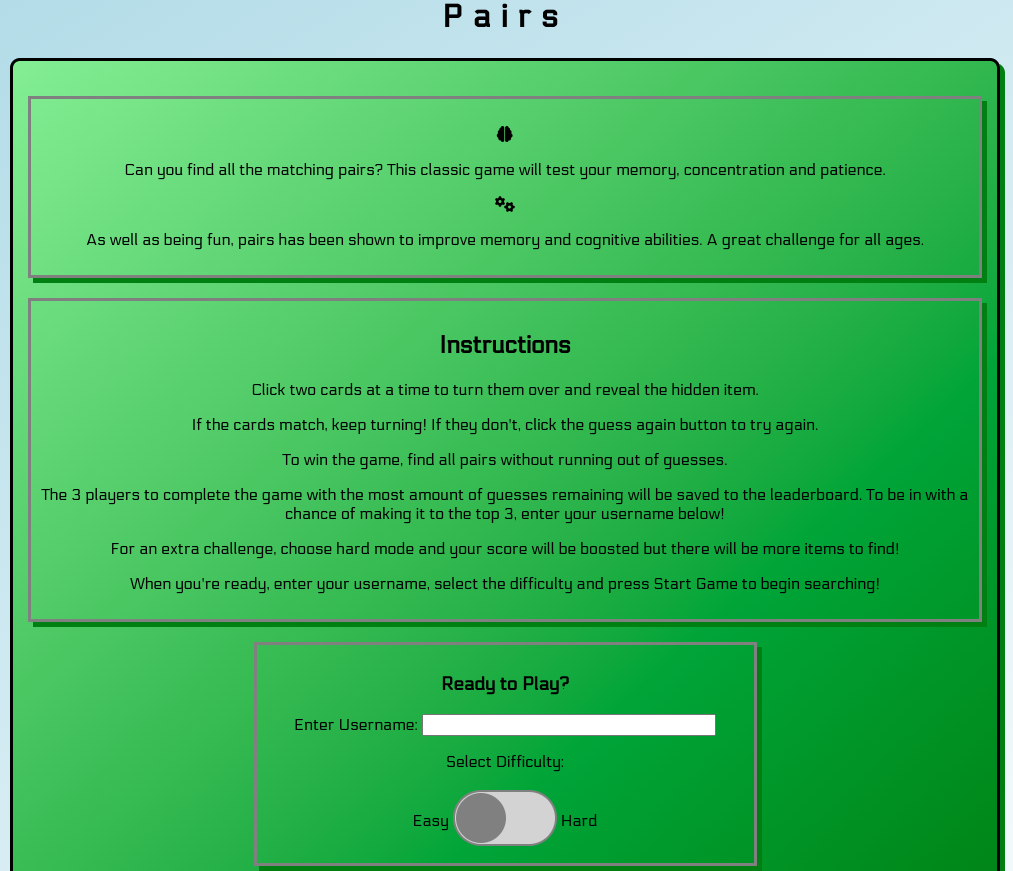 Pairs
Can you find all the matching pairs? This classic game will test your memory, concentration and patience.
As well as being fun, pairs has been shown to improve memory and cognitive abilities. A great challenge for all ages.
Instructions
Click two cards at a time to turn them over and reveal the hidden item.
If the cards match, keep turning! If they don't, click the guess again button to try again.
To win the game, find all pairs without running out of guesses.
The 3 players to complete the game with the most amount of guesses remaining will be saved to the leaderboard. To be in with a
chance of making it to the top 3, enter your username below!
For an extra challenge, choose hard mode and your score will be boosted but there will be more items to find!
When you're ready, enter your username, select the difficulty and press Start Game to begin searching!
Ready to Play?
Enter Username:
Select Difficulty:
Easy Hard